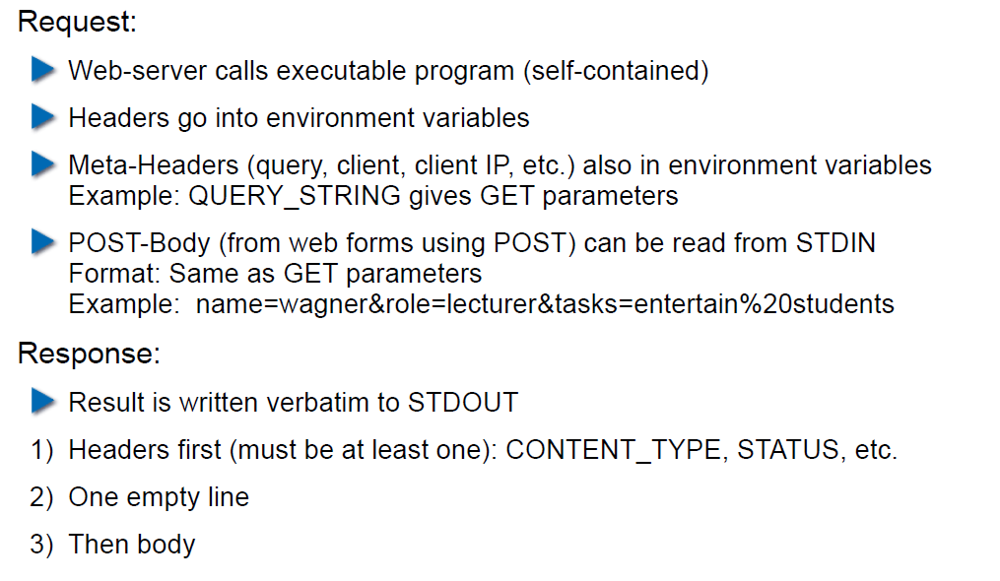 Request:
Web-server calls executable program (self-contained)
Headers go into environment variables
Meta-Headers (query, client, client IP, etc.) also in environment variables
Example: QUERY_STRING gives GET parameters
POST-Body (from web forms using POST) can be read from STDIN
Format: Same as GET parameters
Example:  name=wagner&role=lecturer&tasks=entertain%20students
Response:
Result is written verbatim to STDOUT
1) Headers first (must be at least one): CONTENT_TYPE, STATUS, etc.
2) One empty line
3) Then body